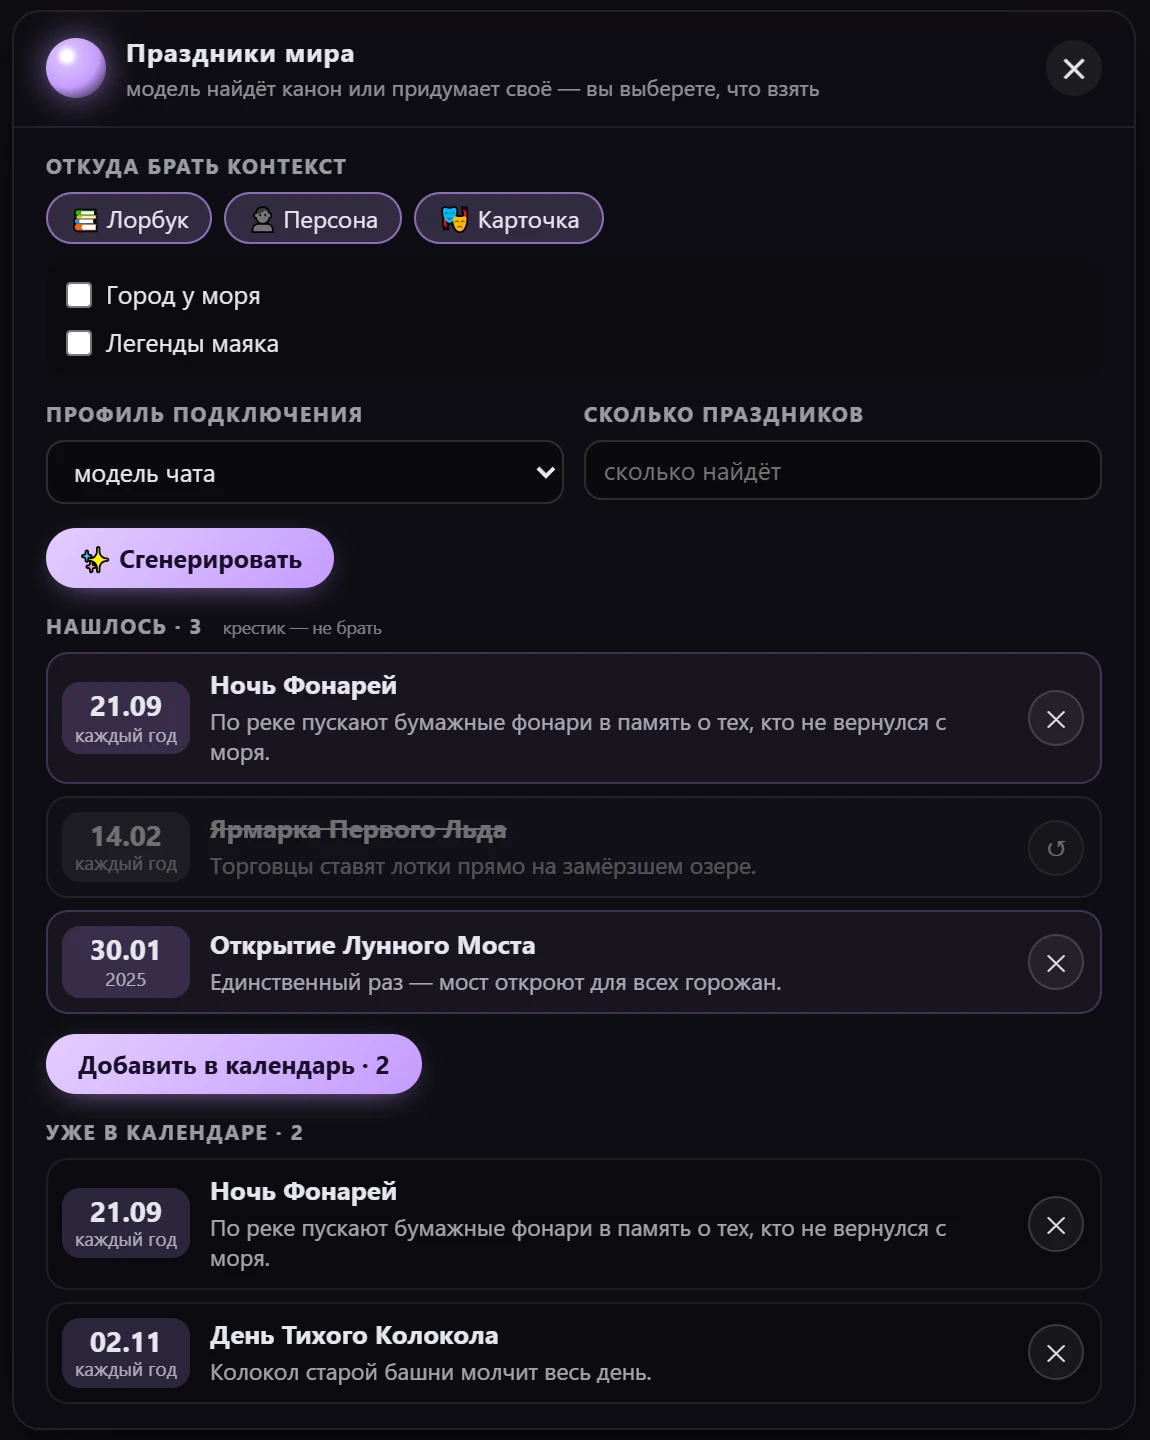 Праздники мира
модель найдёт канон или придумает своё — вы выберете, что взять
ОТКУДА БРАТЬ КОНТЕКСТ
Лорбук
Персона
Карточка
Город у моря
Легенды маяка
ПРОФИЛЬ ПОДКЛЮЧЕНИЯ
СКОЛЬКО ПРАЗДНИКОВ
модель чата
сколько найдёт
Сгенерировать
НАШЛОСЬ · 3 крестик — не брать
21.09
каждый год
Ночь Фонарей
По реке пускают бумажные фонари в память о тех, кто не вернулся с
моря.
14.02
каждый год
Ярмарка Первого Льда
Торговцы ставят лотки прямо на замёрзшем озере.
30.01
2025
Открытие Лунного Моста
Единственный раз — мост откроют для всех горожан.
Добавить в календарь · 2
УЖЕ В КАЛЕНДАРЕ · 2
21.09
каждый год
Ночь Фонарей
По реке пускают бумажные фонари в память о тех, кто не вернулся с
моря.
02.11
каждый год
День Тихого Колокола
Колокол старой башни молчит весь день.